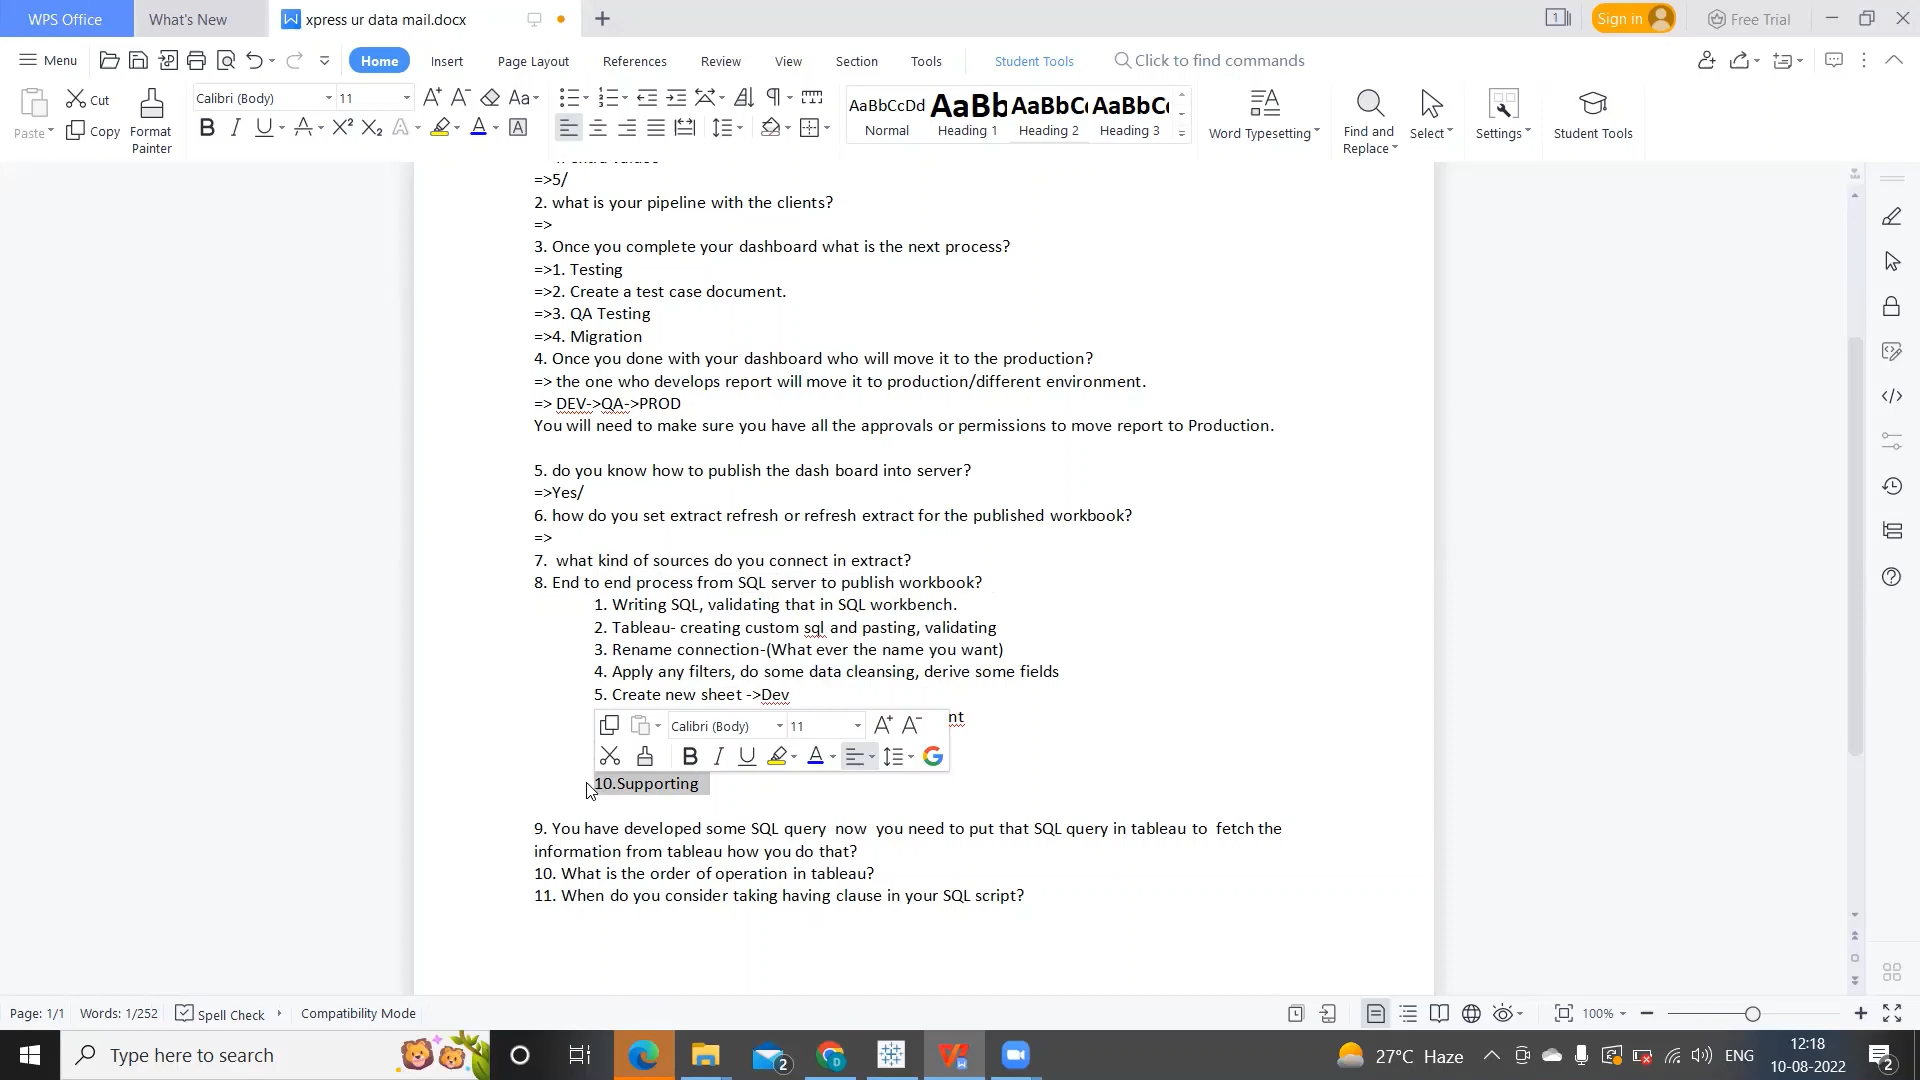 WPS Office What's New xpress ur data mail.docx 1 Sign in Free Trial
Menu Home Insert Page Layout References Review View Section Tools Student Tools Click to find commands
Paste Cut Copy Format Painter Calibri (Body) 11 AaBbCcDd AaBb AaBbC AaBbC Word Typesetting Find and Replace Select Settings Student Tools
Normal Heading 1 Heading 2 Heading 3
=>5/
2. what is your pipeline with the clients?
=>
3. Once you complete your dashboard what is the next process?
=>1. Testing
=>2. Create a test case document.
=>3. QA Testing
=>4. Migration
4. Once you done with your dashboard who will move it to the production?
=> the one who develops report will move it to production/different environment.
=> DEV->QA->PROD
You will need to make sure you have all the approvals or permissions to move report to Production.
5. do you know how to publish the dash board into server?
=>Yes/
6. how do you set extract refresh or refresh extract for the published workbook?
=>
7.  what kind of sources do you connect in extract?
8. End to end process from SQL server to publish workbook?
1. Writing SQL, validating that in SQL workbench.
2. Tableau- creating custom sql and pasting, validating
3. Rename connection-(What ever the name you want)
4. Apply any filters, do some data cleansing, derive some fields
5. Create new sheet ->Dev
nt
Calibri (Body) 11
10.Supporting
9. You have developed some SQL query  now  you need to put that SQL query in tableau to  fetch the
information from tableau how you do that?
10. What is the order of operation in tableau?
11. When do you consider taking having clause in your SQL script?
Page: 1/1 Words: 1/252 Spell Check Compatibility Mode 100%
Type here to search 2 27°C Haze ENG 12:18 10-08-2022 2